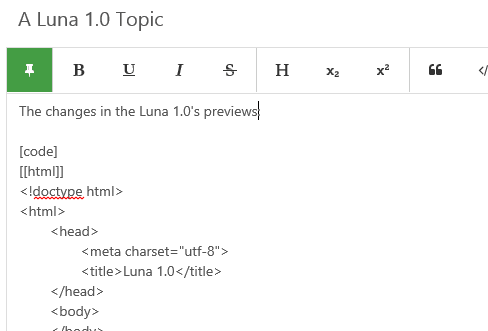 A Luna 1.0 Topic
B U I S H x₂ x² “ </
The changes in the Luna 1.0's previews:
[code]
[[html]]
<!doctype html>
<html>
<head>
<meta charset="utf-8">
<title>Luna 1.0</title>
</head>
<body>
</body>